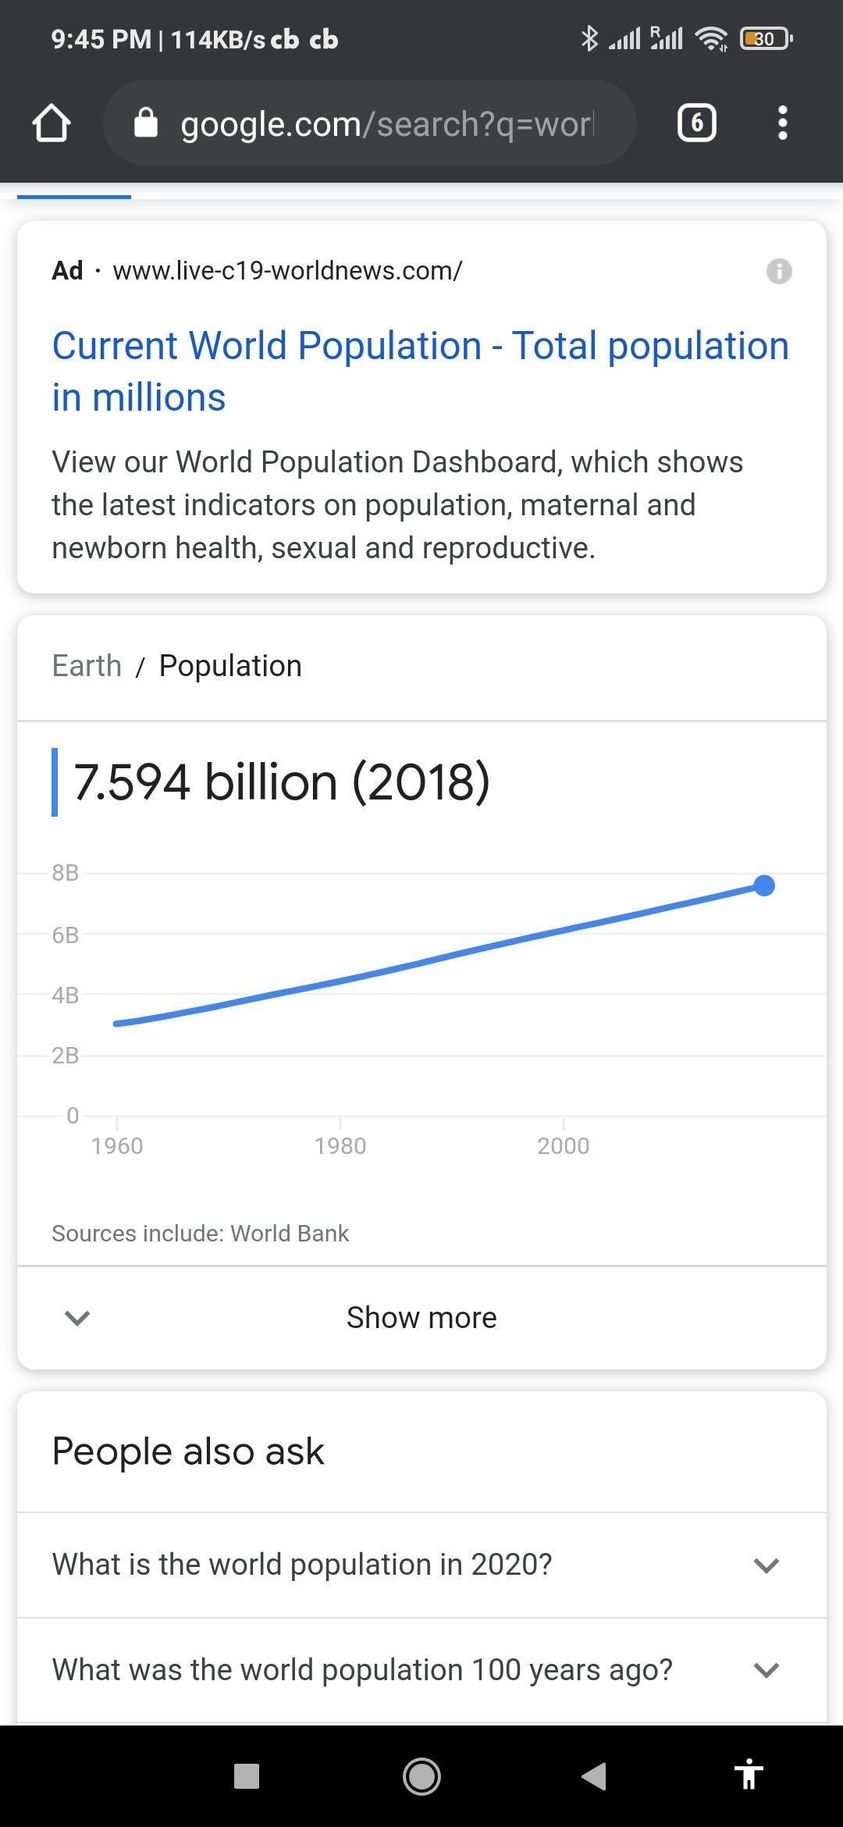 9:45 PM | 114KB/s cb cb
R 30
google.com/search?q=worl
6
Ad · www.live-c19-worldnews.com/
Current World Population - Total population
in millions
View our World Population Dashboard, which shows
the latest indicators on population, maternal and
newborn health, sexual and reproductive.
Earth / Population
7.594 billion (2018)
8B
6B
4B
2B
0
1960 1980 2000
Sources include: World Bank
Show more
People also ask
What is the world population in 2020?
What was the world population 100 years ago?